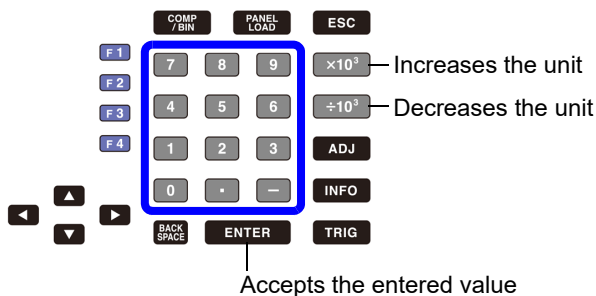 COMP
/ BIN
PANEL
LOAD
ESC
F 1
7 8 9 ×10³ Increases the unit
F 2
4 5 6 ÷10³ Decreases the unit
F 3
F 4
1 2 3 ADJ
0 . − INFO
BACK
SPACE
ENTER TRIG
Accepts the entered value